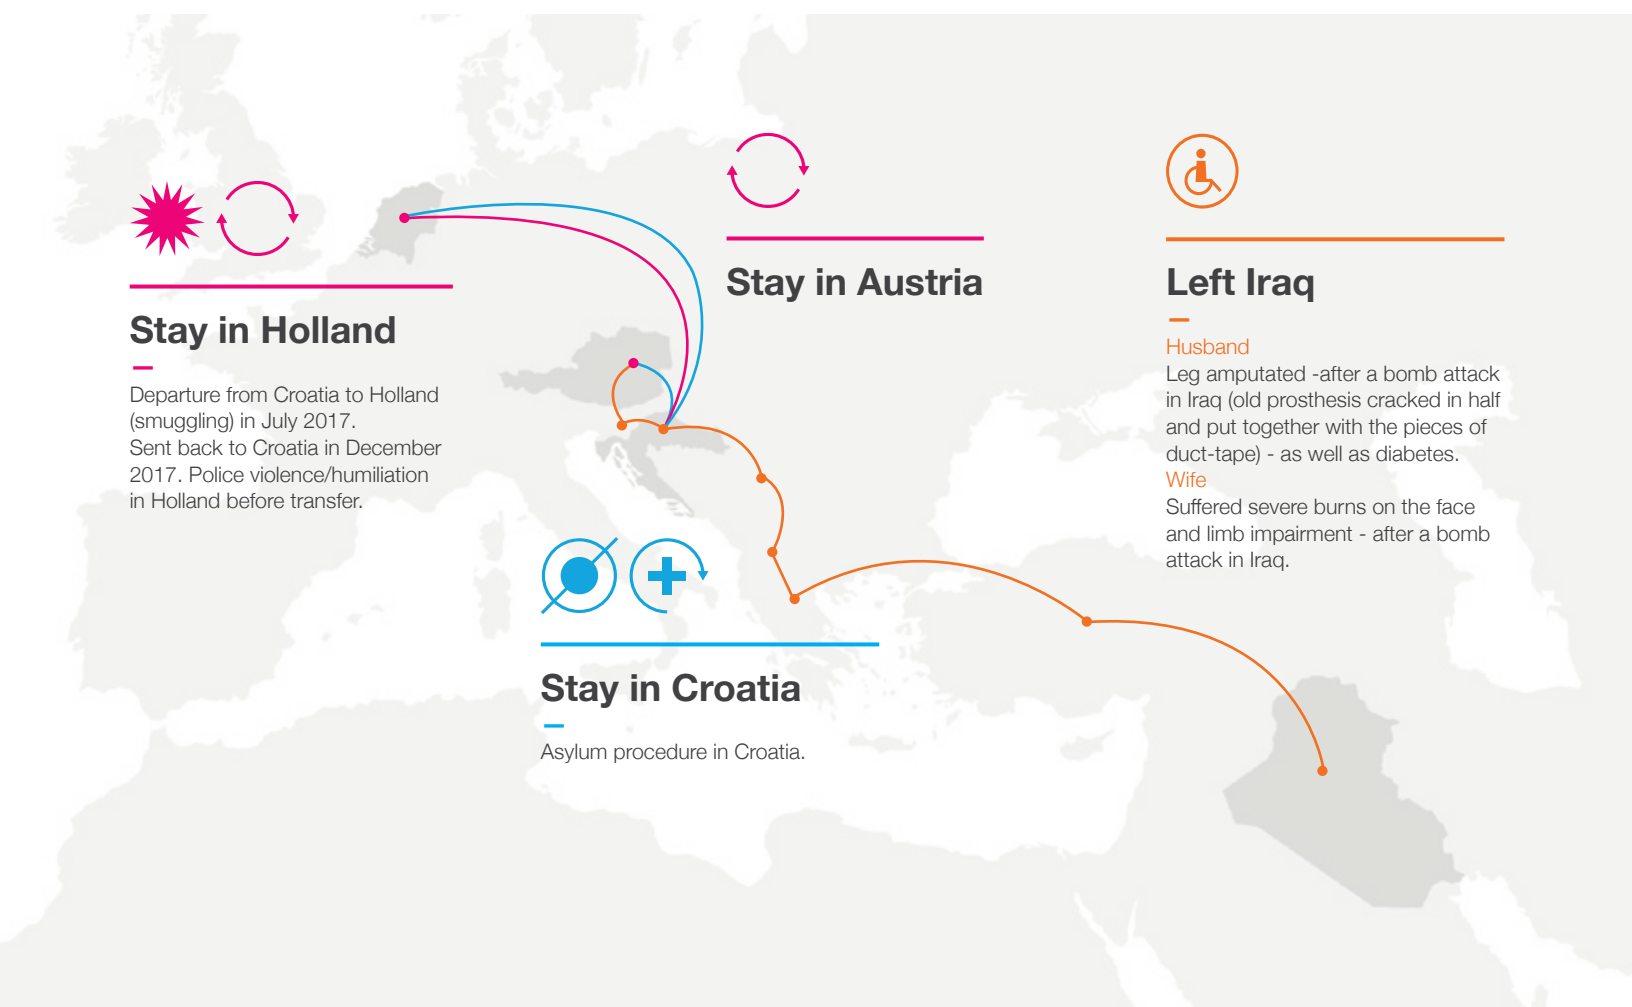 Stay in Holland
Departure from Croatia to Holland
(smuggling) in July 2017.
Sent back to Croatia in December
2017. Police violence/humiliation
in Holland before transfer.
Stay in Austria
Left Iraq
Husband
Leg amputated -after a bomb attack
in Iraq (old prosthesis cracked in half
and put together with the pieces of
duct-tape) - as well as diabetes.
Wife
Suffered severe burns on the face
and limb impairment - after a bomb
attack in Iraq.
Stay in Croatia
Asylum procedure in Croatia.